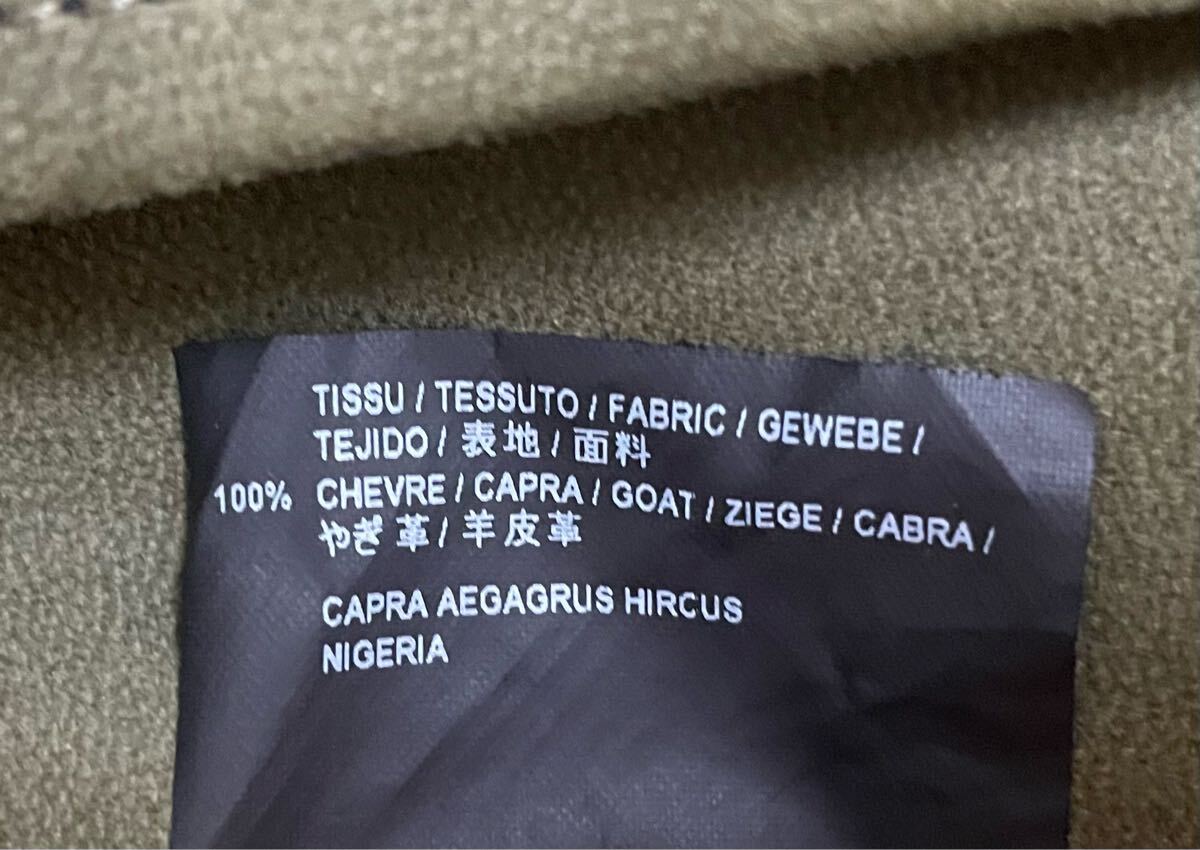 TISSU / TESSUTO / FABRIC / GEWEBE /
TEJIDO / 表地 / 面料
100% CHEVRE / CAPRA / GOAT / ZIEGE / CABRA /
やぎ革 / 羊皮革
CAPRA AEGAGRUS HIRCUS
NIGERIA